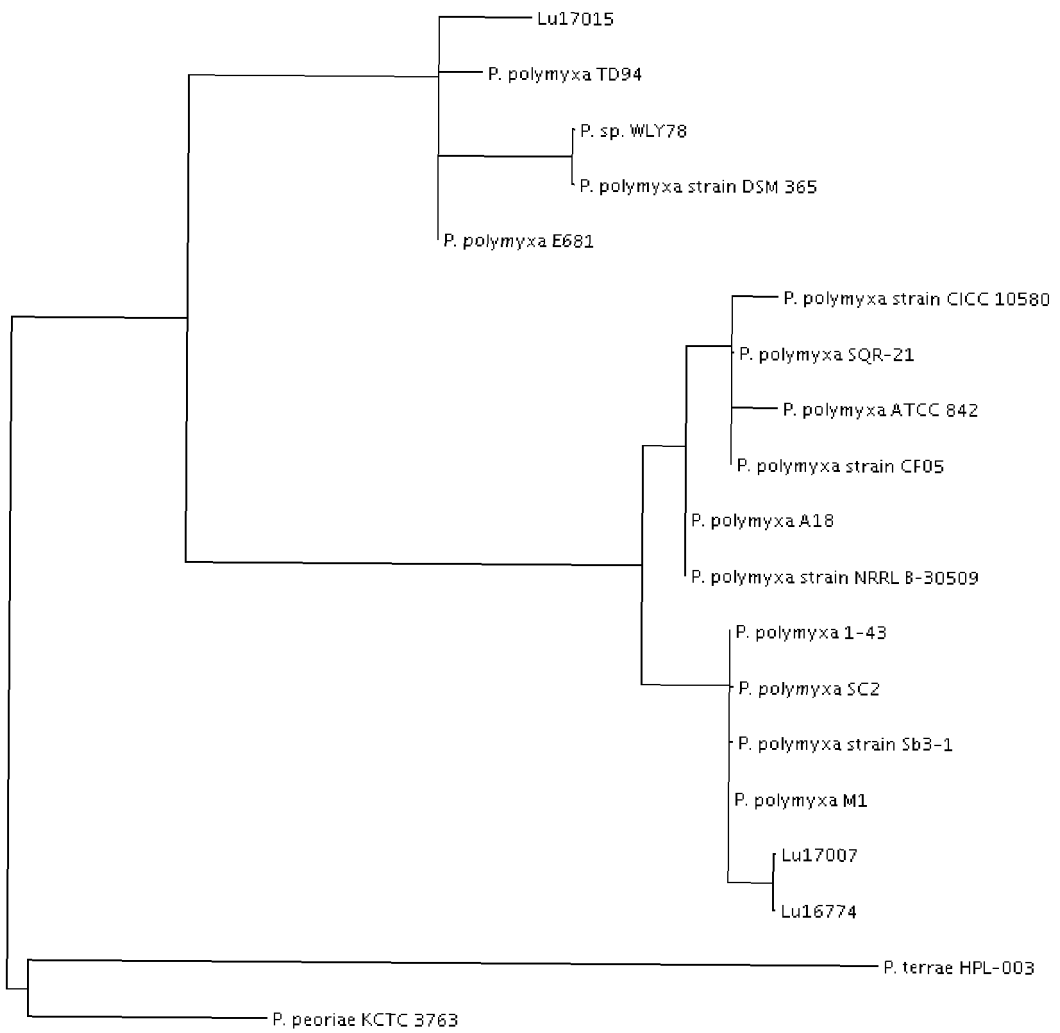 Lu17015
P. polymyxa TD94
P. sp. WLY78
P. polymyxa strain DSM 365
P. polymyxa E681
P. polymyxa strain CICC 10580
P. polymyxa SQR-21
P. polymyxa ATCC 842
P. polymyxa strain CF05
P. polymyxa A18
P. polymyxa strain NRRL B-30509
P. polymyxa 1-43
P. polymyxa SC2
P. polymyxa strain Sb3-1
P. polymyxa M1
Lu17007
Lu16774
P. terrae HPL-003
P. peoriae KCTC 3763